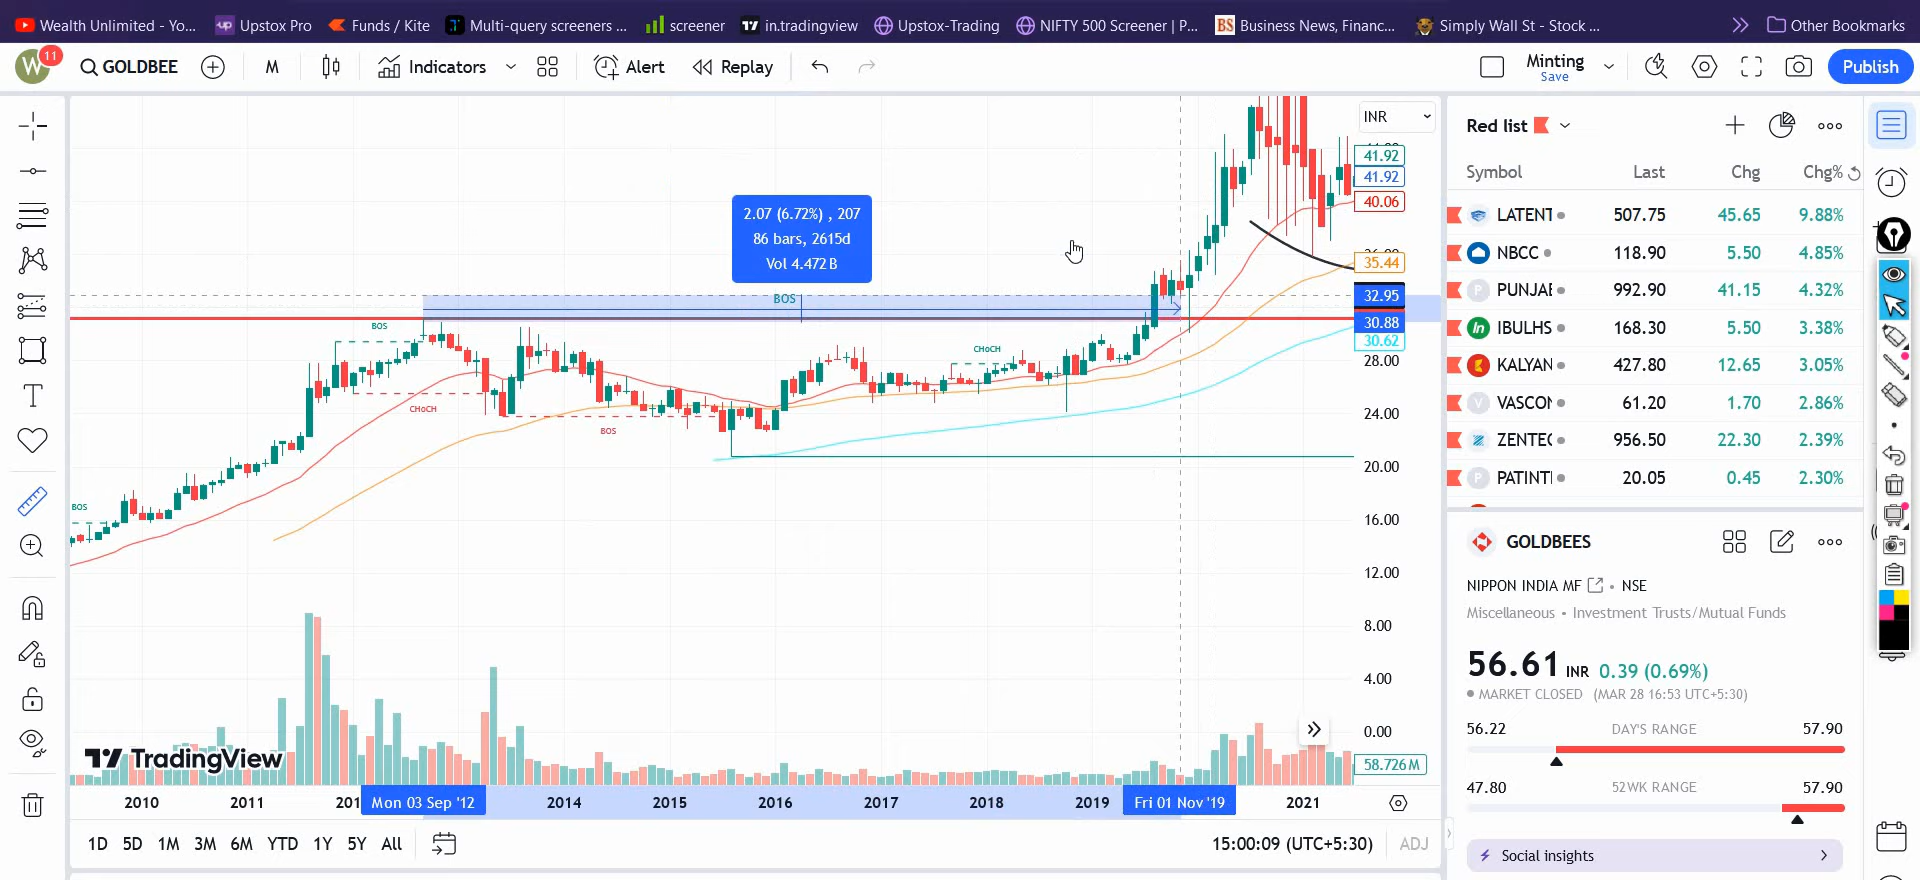 Wealth Unlimited - Yo...
up Upstox Pro
Funds / Kite
Multi-query screeners ...
screener
in.tradingview
Upstox-Trading
NIFTY 500 Screener | P...
BS Business News, Financ...
Simply Wall St - Stock ...
Other Bookmarks
W 11
GOLDBEE
M
Indicators
Alert
Replay
Minting
Save
Publish
INR
41.92
41.92
40.06
35.44
32.95
30.88
30.62
28.00
24.00
20.00
16.00
12.00
8.00
4.00
0.00
58.726M
2.07 (6.72%) , 207
86 bars, 2615d
Vol 4.472B
BOS
BOS
CHoCH
CHoCH
BOS
BOS
TradingView
2010
2011
201
Mon 03 Sep '12
2014
2015
2016
2017
2018
2019
Fri 01 Nov '19
2021
1D 5D 1M 3M 6M YTD 1Y 5Y All
15:00:09 (UTC+5:30)
ADJ
Red list
Symbol Last Chg Chg%
LATENT 507.75 45.65 9.88%
NBCC 118.90 5.50 4.85%
PUNJAB 992.90 41.15 4.32%
IBULHS 168.30 5.50 3.38%
KALYAN 427.80 12.65 3.05%
VASCON 61.20 1.70 2.86%
ZENTEC 956.50 22.30 2.39%
PATINTI 20.05 0.45 2.30%
GOLDBEES
NIPPON INDIA MF • NSE
Miscellaneous • Investment Trusts/Mutual Funds
56.61 INR 0.39 (0.69%)
MARKET CLOSED (MAR 28 16:53 UTC+5:30)
56.22 DAY'S RANGE 57.90
47.80 52WK RANGE 57.90
Social insights